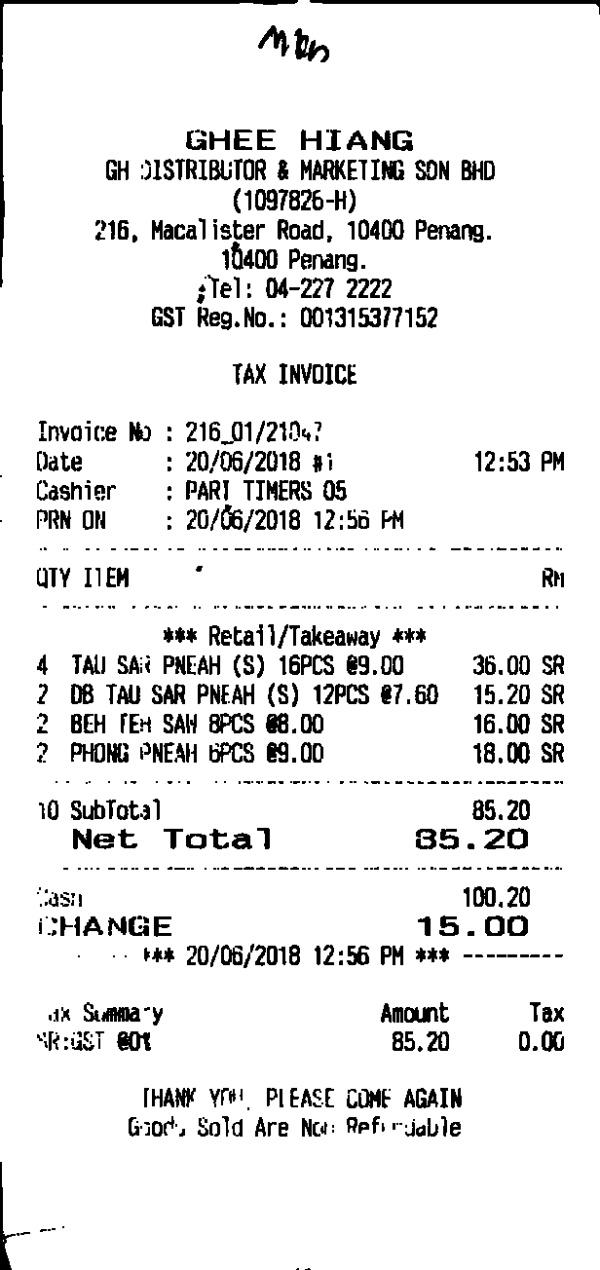 GHEE HIANG
GH DISTRIBUTOR & MARKETING SDN BHD
(1097826-H)
216, Macalister Road, 10400 Penang.
10400 Penang.
Tel: 04-227 2222
GST Reg.No.: 001315377152
TAX INVOICE
Invoice No : 216_01/21047
Date : 20/06/2018 #1 12:53 PM
Cashier : PART TIMERS 05
PRN ON : 20/06/2018 12:56 PM
QTY ITEM RM
*** Retail/Takeaway ***
4 TAU SAR PNEAH (S) 16PCS @9.00 36.00 SR
2 DB TAU SAR PNEAH (S) 12PCS @7.60 15.20 SR
2 BEH TEH SAW 8PCS @8.00 16.00 SR
2 PHONG PNEAH 6PCS @9.00 18.00 SR
10 SubTotal 85.20
Net Total 85.20
Cash 100.20
CHANGE 15.00
*** 20/06/2018 12:56 PM *** ---------
Tax Summary Amount Tax
SR:GST @0% 85.20 0.00
THANK YOU, PLEASE COME AGAIN
Goods Sold Are Non Refundable